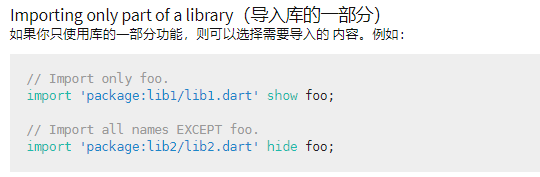 Importing only part of a library（导入库的一部分）
如果你只使用库的一部分功能，则可以选择需要导入的 内容。例如：
// Import only foo.
import 'package:lib1/lib1.dart' show foo;
// Import all names EXCEPT foo.
import 'package:lib2/lib2.dart' hide foo;